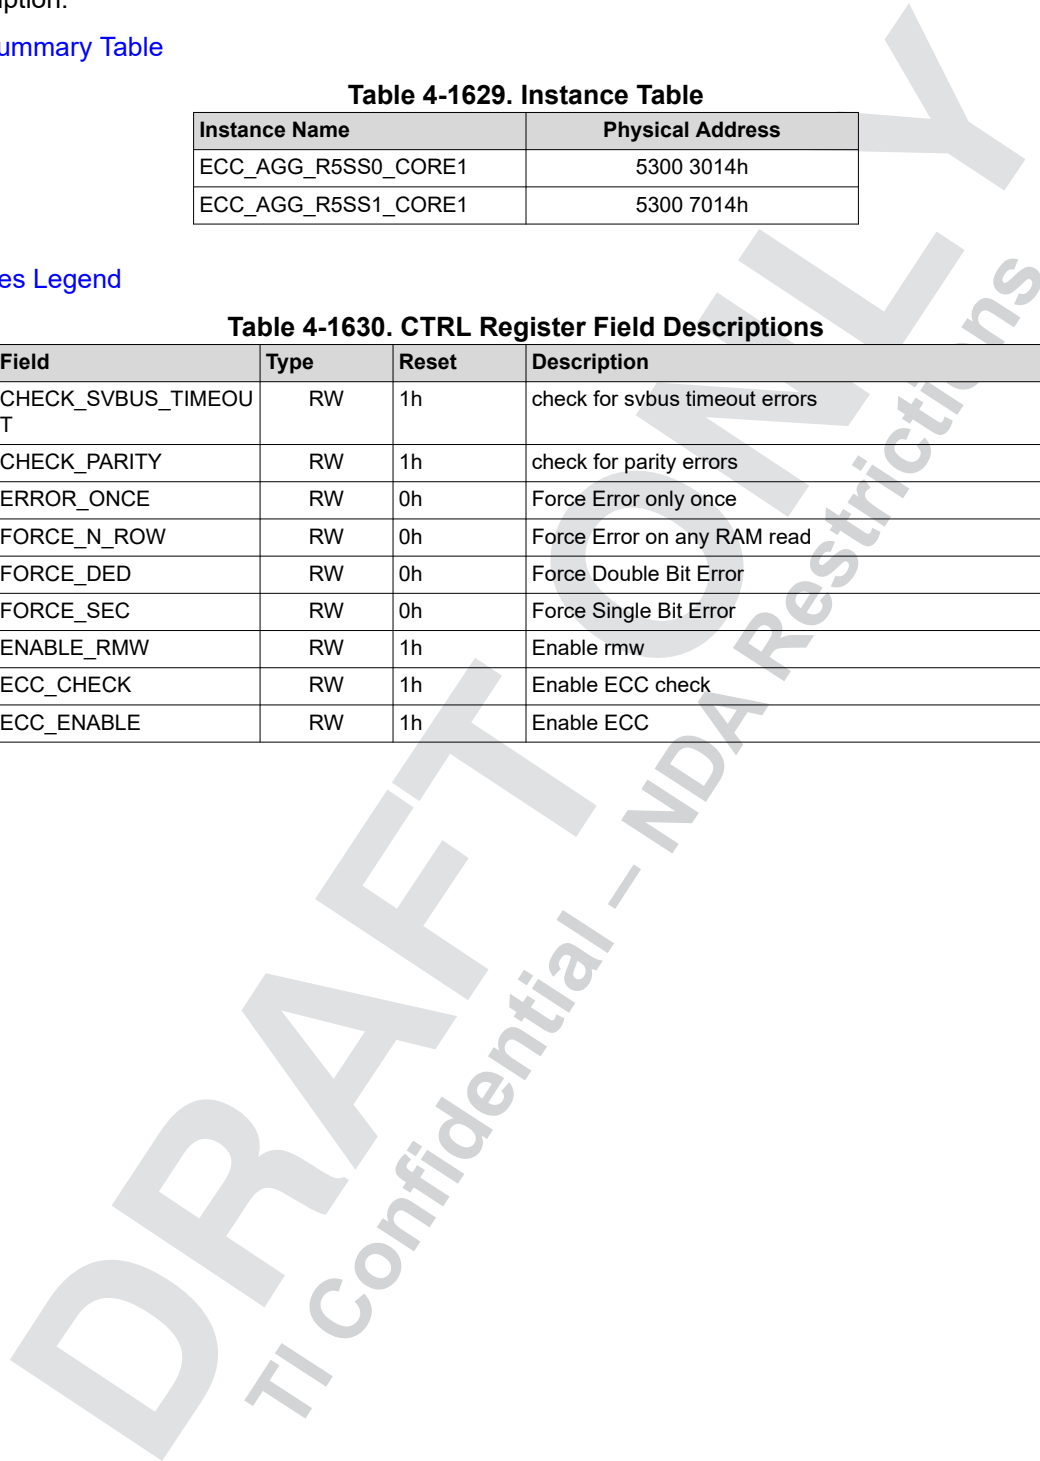 ption.
ummary Table
Table 4-1629. Instance Table
Instance Name Physical Address
ECC_AGG_R5SS0_CORE1 5300 3014h
ECC_AGG_R5SS1_CORE1 5300 7014h
es Legend
Table 4-1630. CTRL Register Field Descriptions
Field Type Reset Description
CHECK_SVBUS_TIMEOU RW 1h check for svbus timeout errors
T
CHECK_PARITY RW 1h check for parity errors
ERROR_ONCE RW 0h Force Error only once
FORCE_N_ROW RW 0h Force Error on any RAM read
FORCE_DED RW 0h Force Double Bit Error
FORCE_SEC RW 0h Force Single Bit Error
ENABLE_RMW RW 1h Enable rmw
ECC_CHECK RW 1h Enable ECC check
ECC_ENABLE RW 1h Enable ECC
DRAFT ONLY
TI Confidential – NDA Restrictions